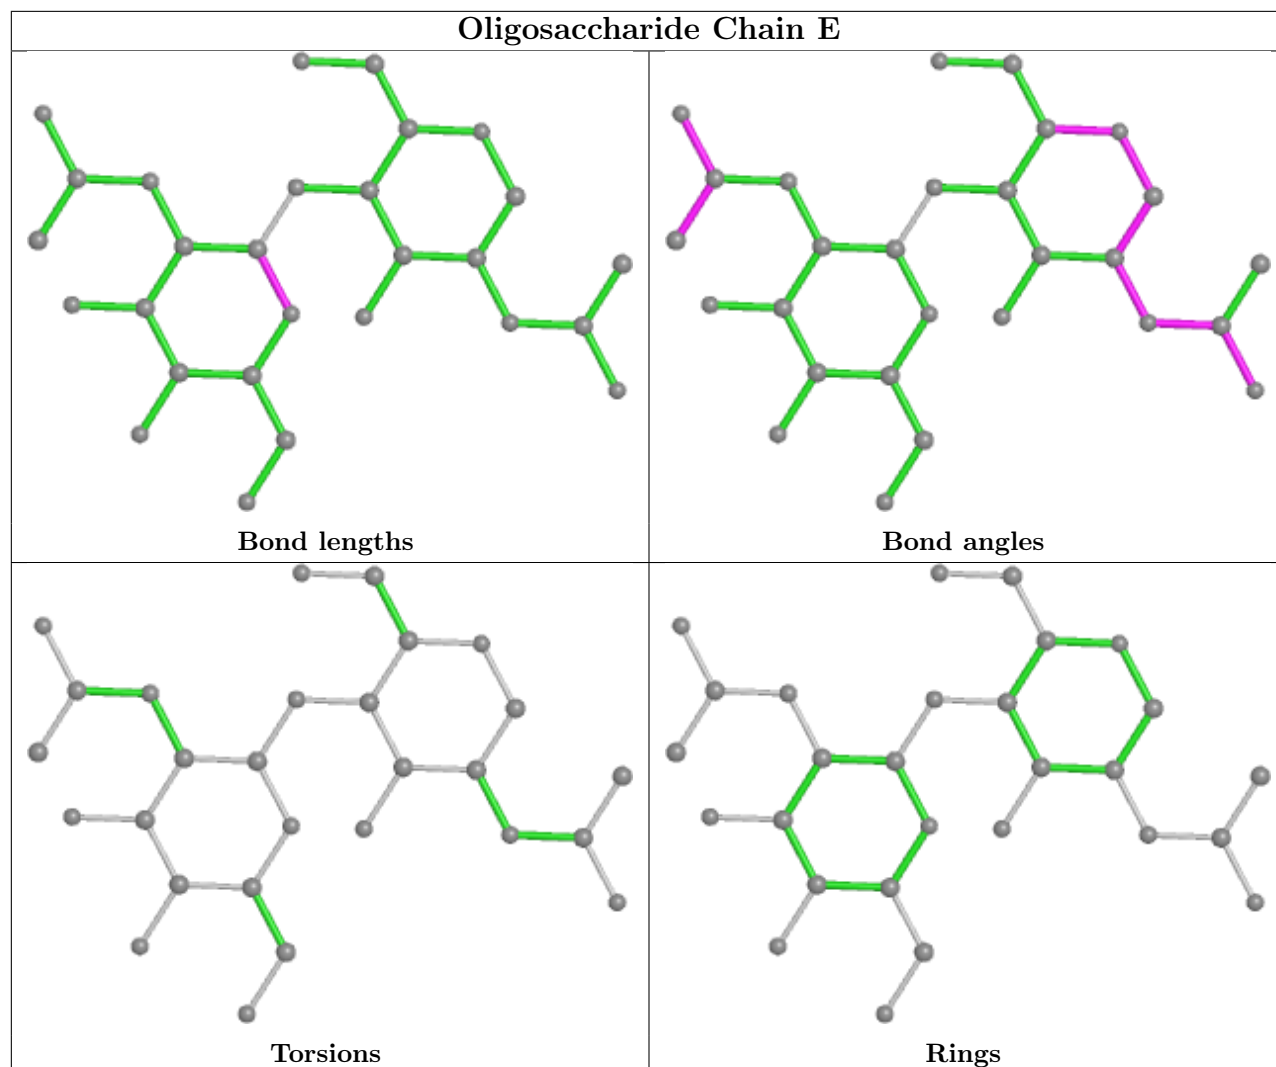 Oligosaccharide Chain E
Bond lengths
Bond angles
Torsions
Rings